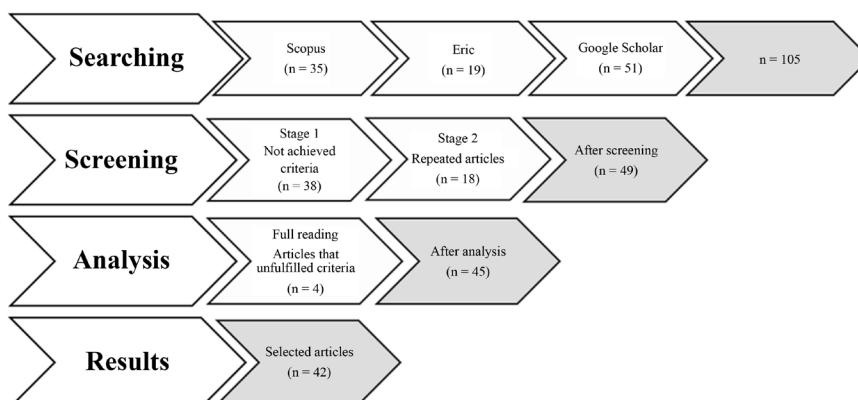 Searching
Scopus
(n = 35)
Eric
(n = 19)
Google Scholar
(n = 51)
n = 105
Screening
Stage 1
Not achieved
criteria
(n = 38)
Stage 2
Repeated articles
(n = 18)
After screening
(n = 49)
Analysis
Full reading
Articles that
unfulfilled criteria
(n = 4)
After analysis
(n = 45)
Results
Selected articles
(n = 42)